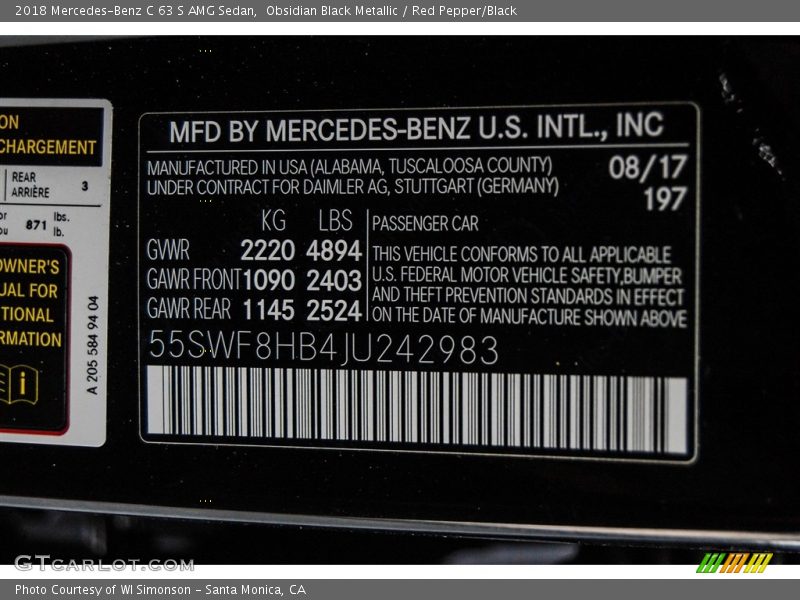 2018 Mercedes-Benz C 63 S AMG Sedan, Obsidian Black Metallic / Red Pepper/Black
ON
CHARGEMENT
REAR
ARRIÈRE
3
871 lbs.
lb.
OWNER'S
UAL FOR
TIONAL
RMATION
A 205 584 94 04
MFD BY MERCEDES-BENZ U.S. INTL., INC
MANUFACTURED IN USA (ALABAMA, TUSCALOOSA COUNTY)
UNDER CONTRACT FOR DAIMLER AG, STUTTGART (GERMANY)
08/17
197
KG LBS
GVWR 2220 4894
GAWR FRONT 1090 2403
GAWR REAR 1145 2524
PASSENGER CAR
THIS VEHICLE CONFORMS TO ALL APPLICABLE
U.S. FEDERAL MOTOR VEHICLE SAFETY,BUMPER
AND THEFT PREVENTION STANDARDS IN EFFECT
ON THE DATE OF MANUFACTURE SHOWN ABOVE
55SWF8HB4JU242983
GTcarlot.com
Photo Courtesy of WI Simonson - Santa Monica, CA